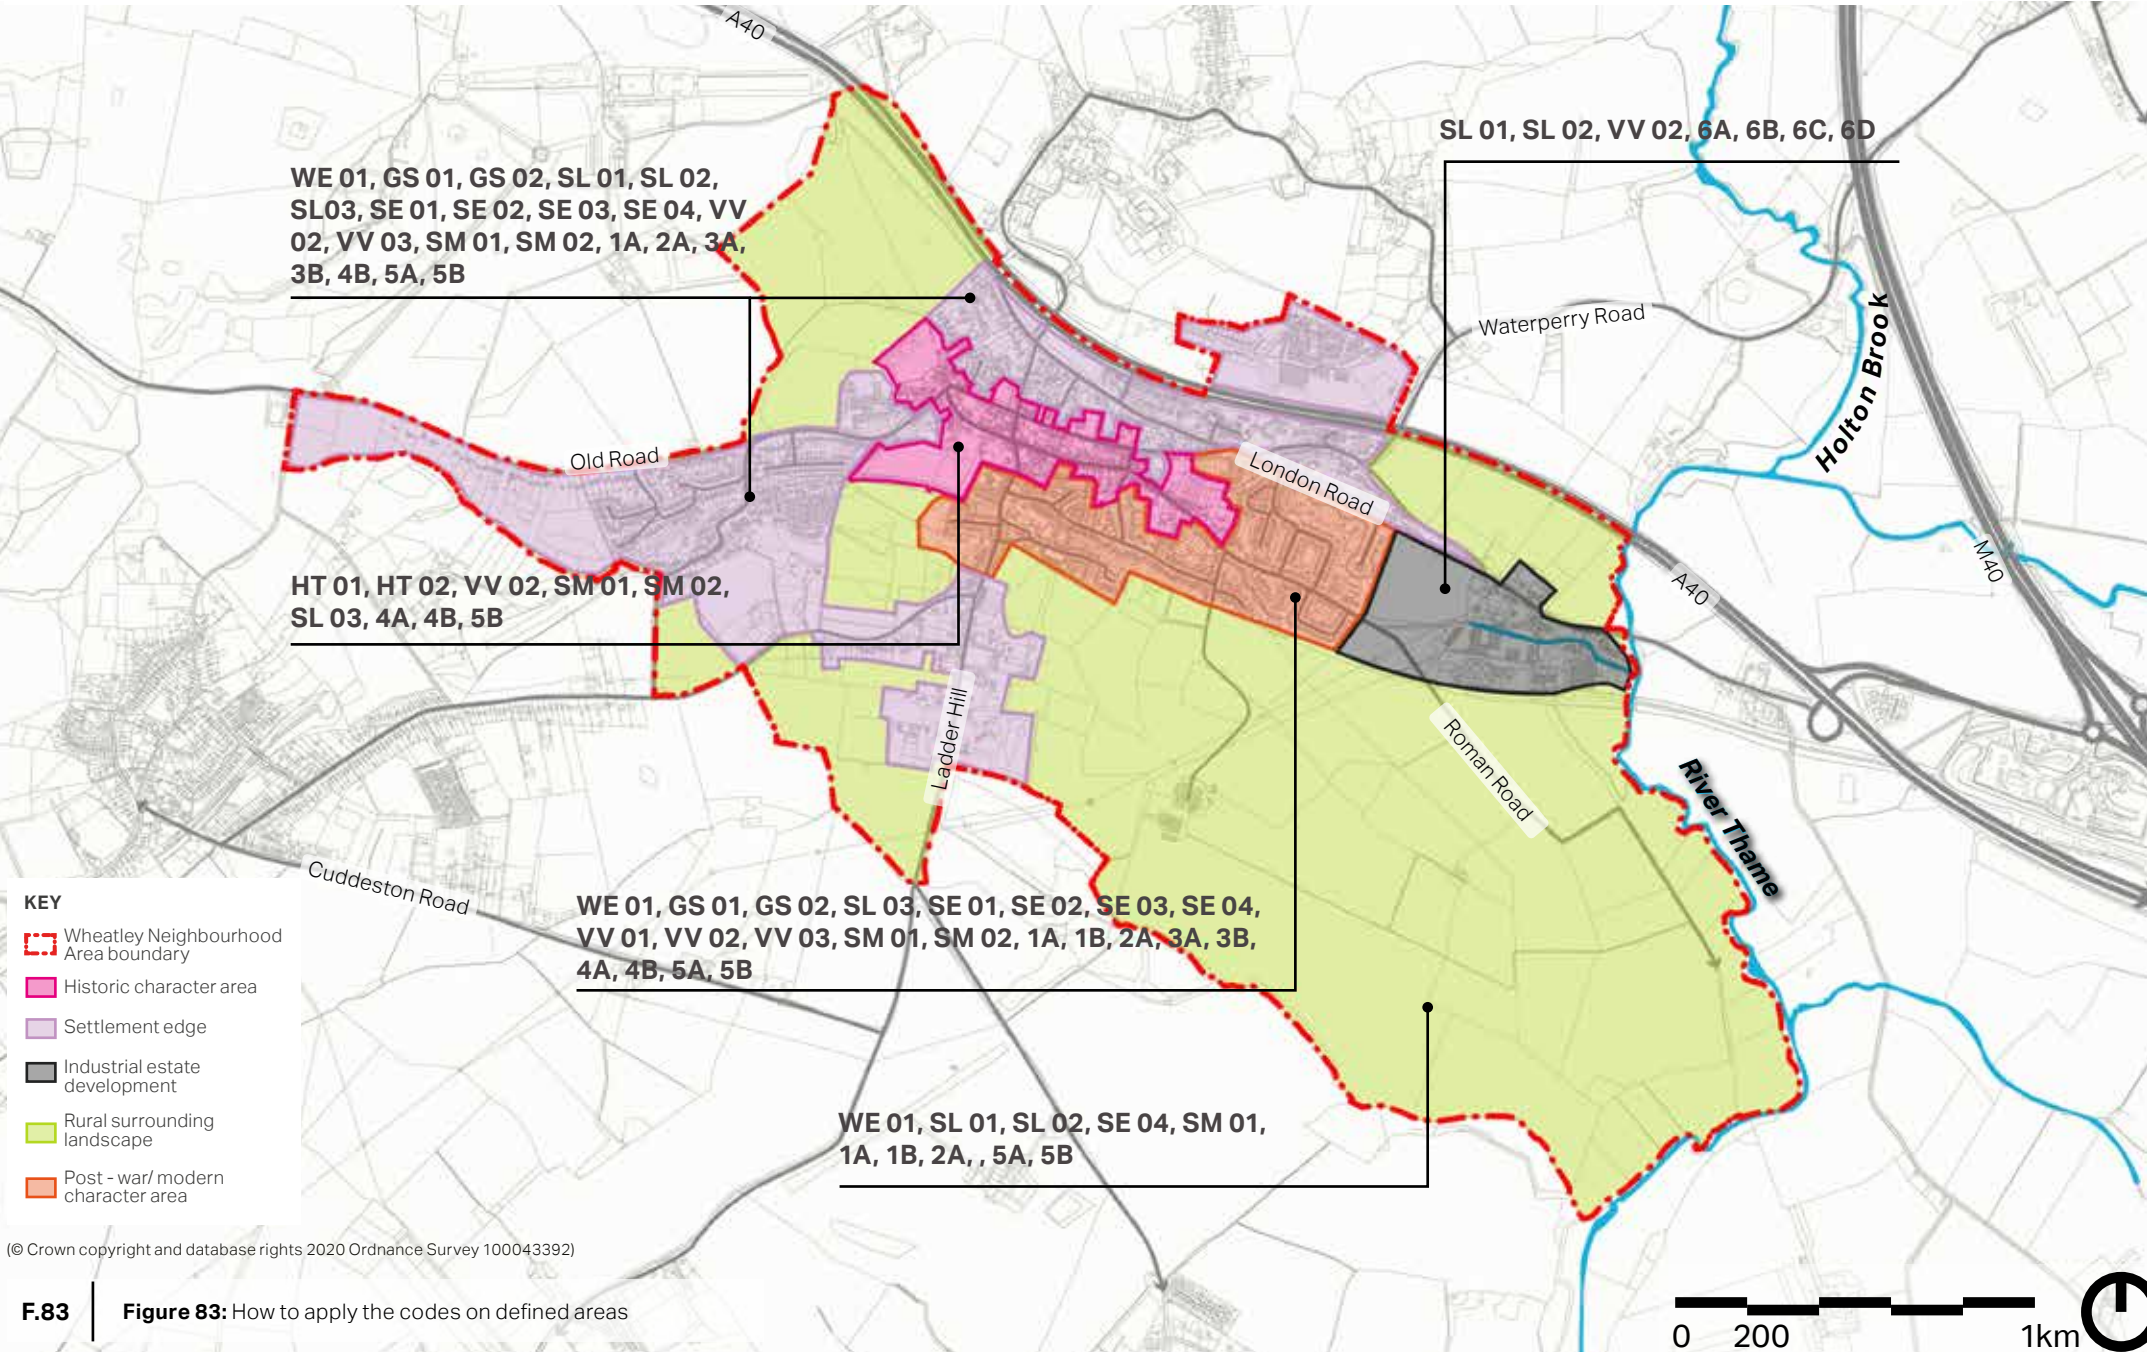 A40
SL 01, SL 02, VV 02, 6A, 6B, 6C, 6D
WE 01, GS 01, GS 02, SL 01, SL 02,
SL03, SE 01, SE 02, SE 03, SE 04, VV
02, VV 03, SM 01, SM 02, 1A, 2A, 3A,
3B, 4B, 5A, 5B
Waterperry Road
Holton Brook
Old Road
London Road
M40
A40
HT 01, HT 02, VV 02, SM 01, SM 02,
SL 03, 4A, 4B, 5B
Ladder Hill
Roman Road
River Thame
Cuddeston Road
WE 01, GS 01, GS 02, SL 03, SE 01, SE 02, SE 03, SE 04,
VV 01, VV 02, VV 03, SM 01, SM 02, 1A, 1B, 2A, 3A, 3B,
4A, 4B, 5A, 5B
WE 01, SL 01, SL 02, SE 04, SM 01,
1A, 1B, 2A, , 5A, 5B
KEY
Wheatley Neighbourhood
Area boundary
Historic character area
Settlement edge
Industrial estate
development
Rural surrounding
landscape
Post - war/ modern
character area
(© Crown copyright and database rights 2020 Ordnance Survey 100043392)
F.83
Figure 83: How to apply the codes on defined areas
0 200 1km